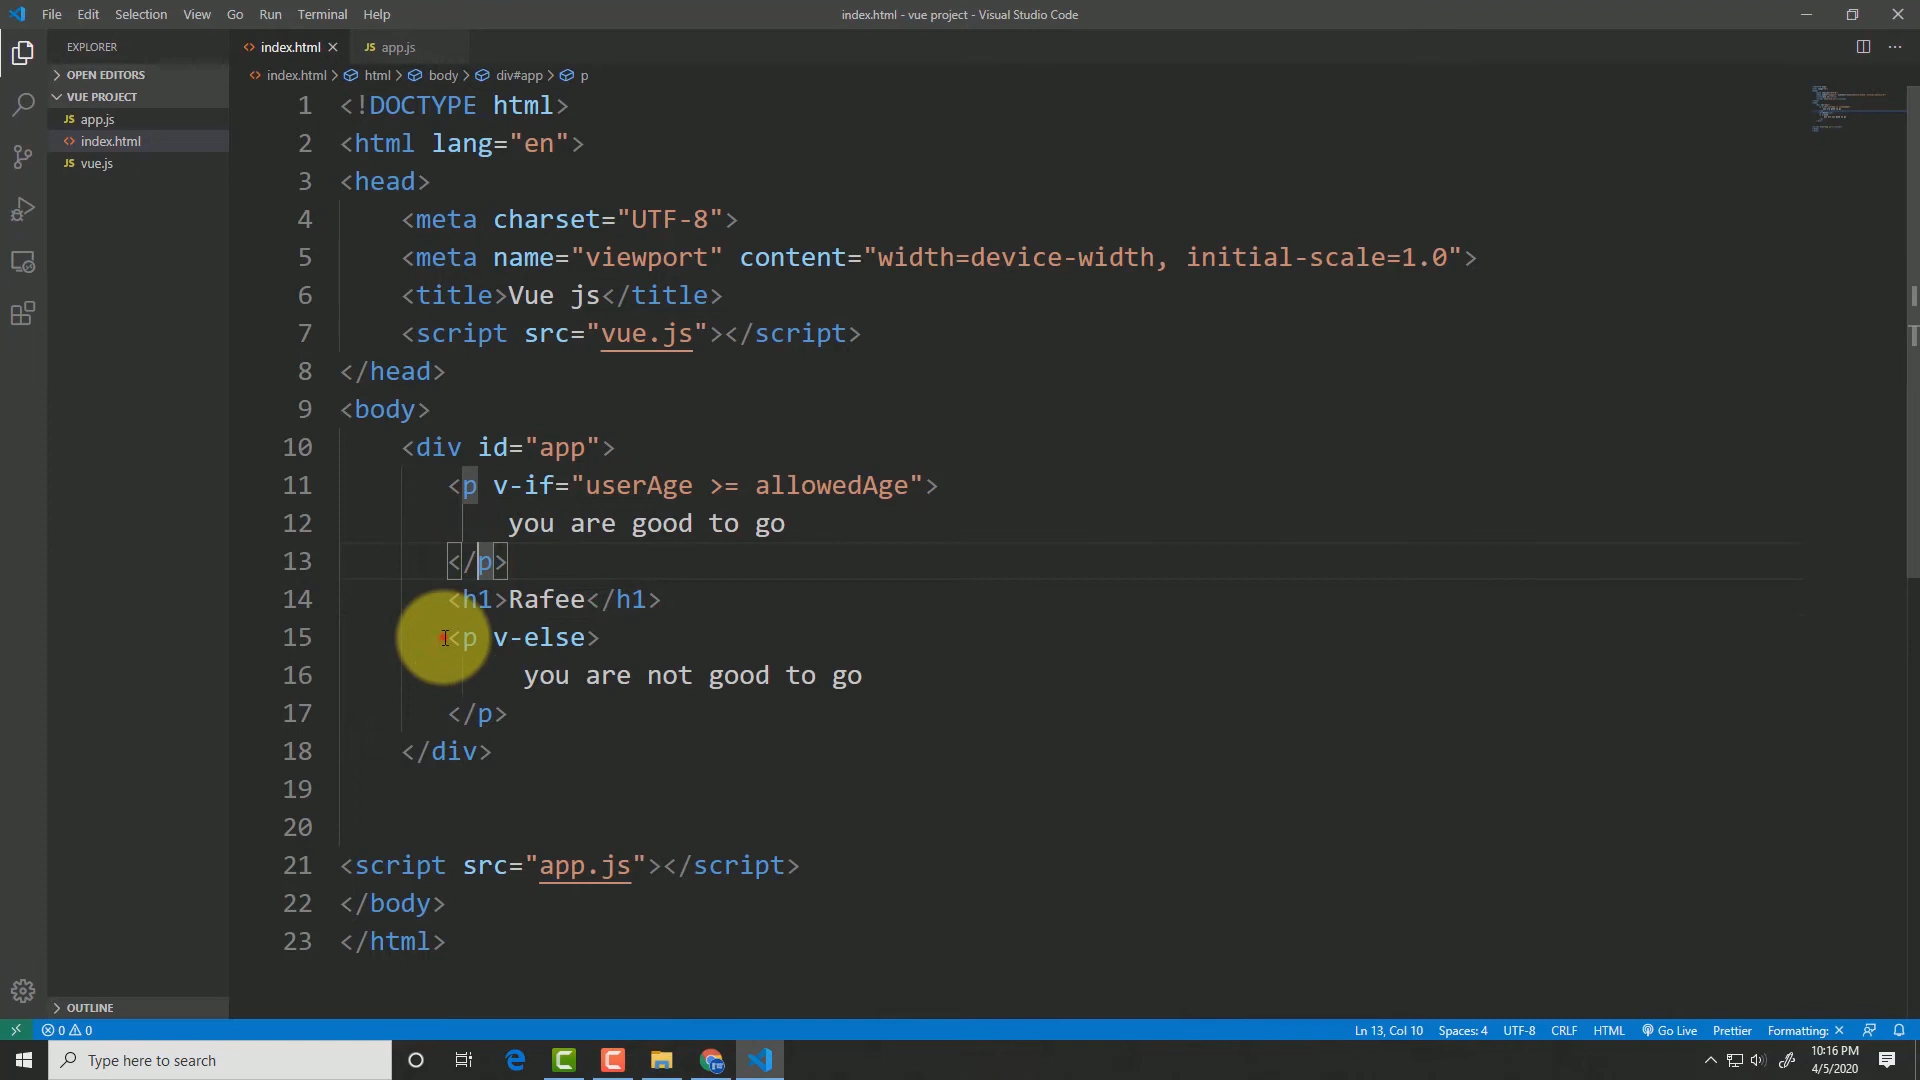 File Edit Selection View Go Run Terminal Help
index.html - vue project - Visual Studio Code
EXPLORER
OPEN EDITORS
VUE PROJECT
JS app.js
<> index.html
JS vue.js
OUTLINE
<> index.html
JS app.js
<> index.html > html > body > div#app > p
1 <!DOCTYPE html>
2 <html lang="en">
3 <head>
4 <meta charset="UTF-8">
5 <meta name="viewport" content="width=device-width, initial-scale=1.0">
6 <title>Vue js</title>
7 <script src="vue.js"></script>
8 </head>
9 <body>
10 <div id="app">
11 <p v-if="userAge >= allowedAge">
12 you are good to go
13 </p>
14 <h1>Rafee</h1>
15 <p v-else>
16 you are not good to go
17 </p>
18 </div>
19
20
21 <script src="app.js"></script>
22 </body>
23 </html>
0 0
Ln 13, Col 10 Spaces: 4 UTF-8 CRLF HTML Go Live Prettier Formatting: ×
Type here to search
10:16 PM
4/5/2020